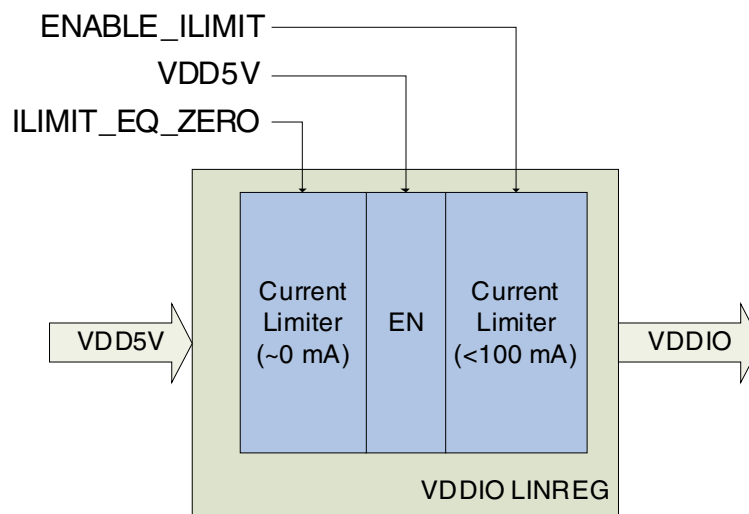 ENABLE_ILIMIT
VDD5V
ILIMIT_EQ_ZERO
Current
Limiter
(~0 mA)
EN
Current
Limiter
(<100 mA)
VDD5V
VDDIO
VDDIO LINREG